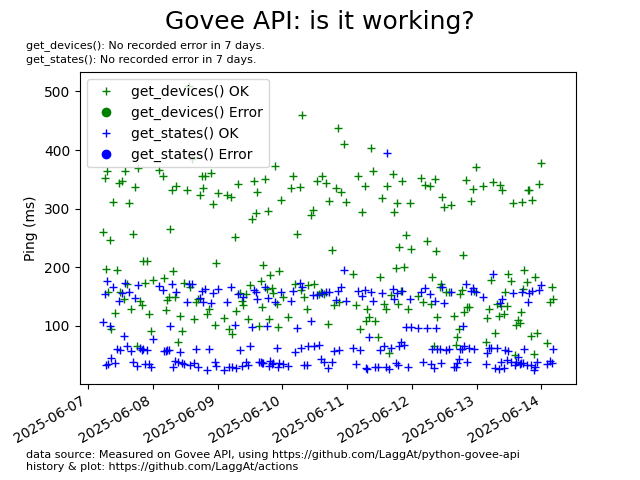 Govee API: is it working?
get_devices(): No recorded error in 7 days.
get_states(): No recorded error in 7 days.
get_devices() OK
get_devices() Error
get_states() OK
get_states() Error
Ping (ms)
500
400
300
200
100
2025-06-07
2025-06-08
2025-06-09
2025-06-10
2025-06-11
2025-06-12
2025-06-13
2025-06-14
data source: Measured on Govee API, using https://github.com/LaggAt/python-govee-api
history & plot: https://github.com/LaggAt/actions